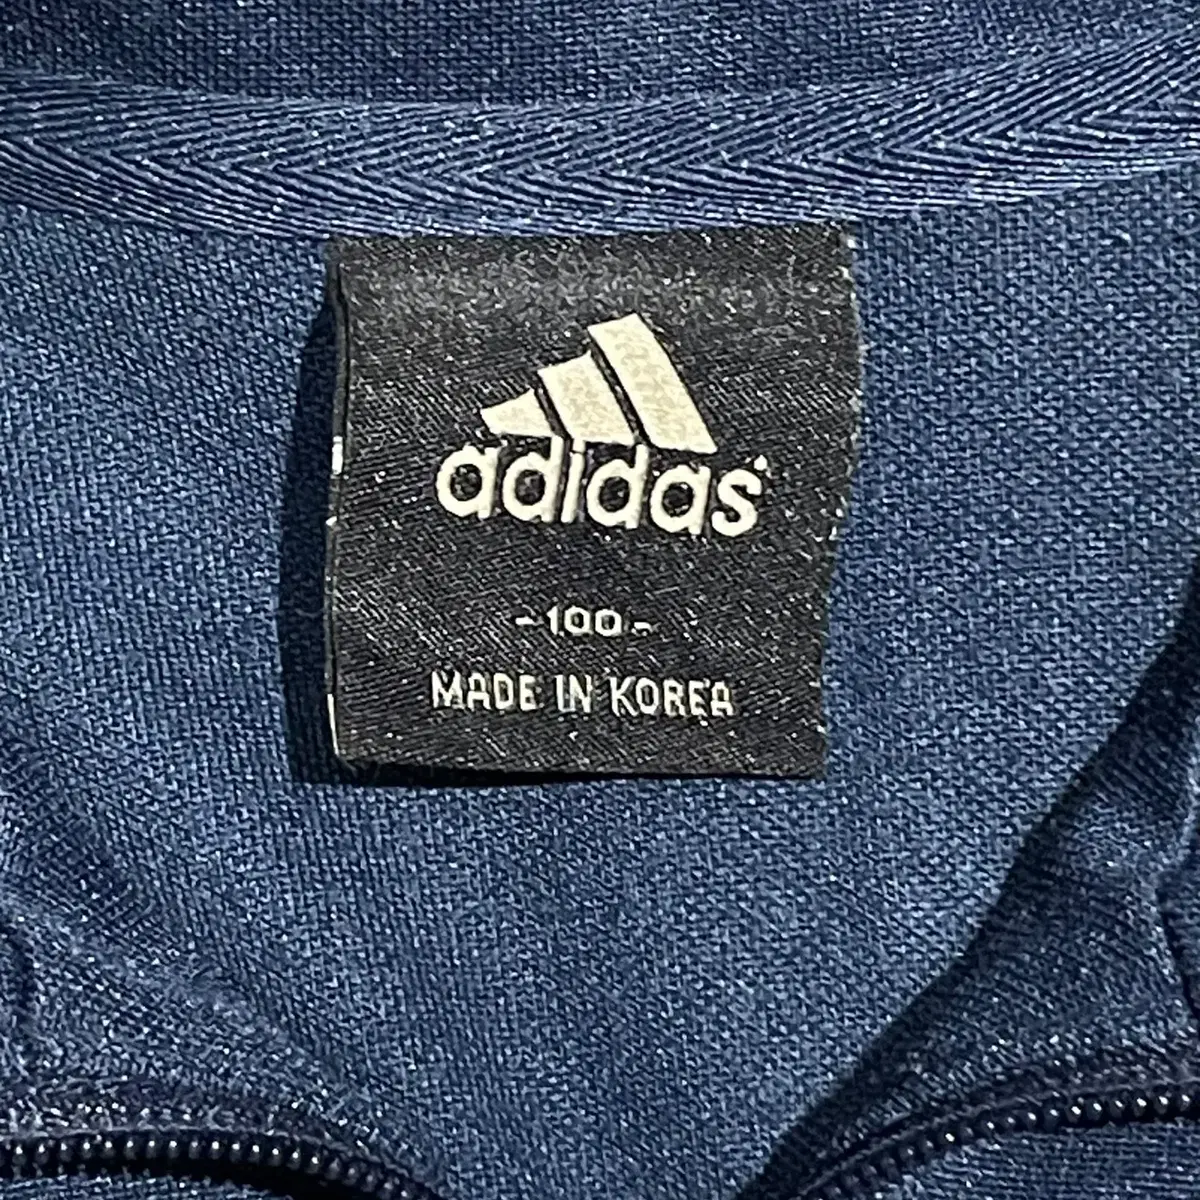 adidas
-100-
MADE IN KOREA